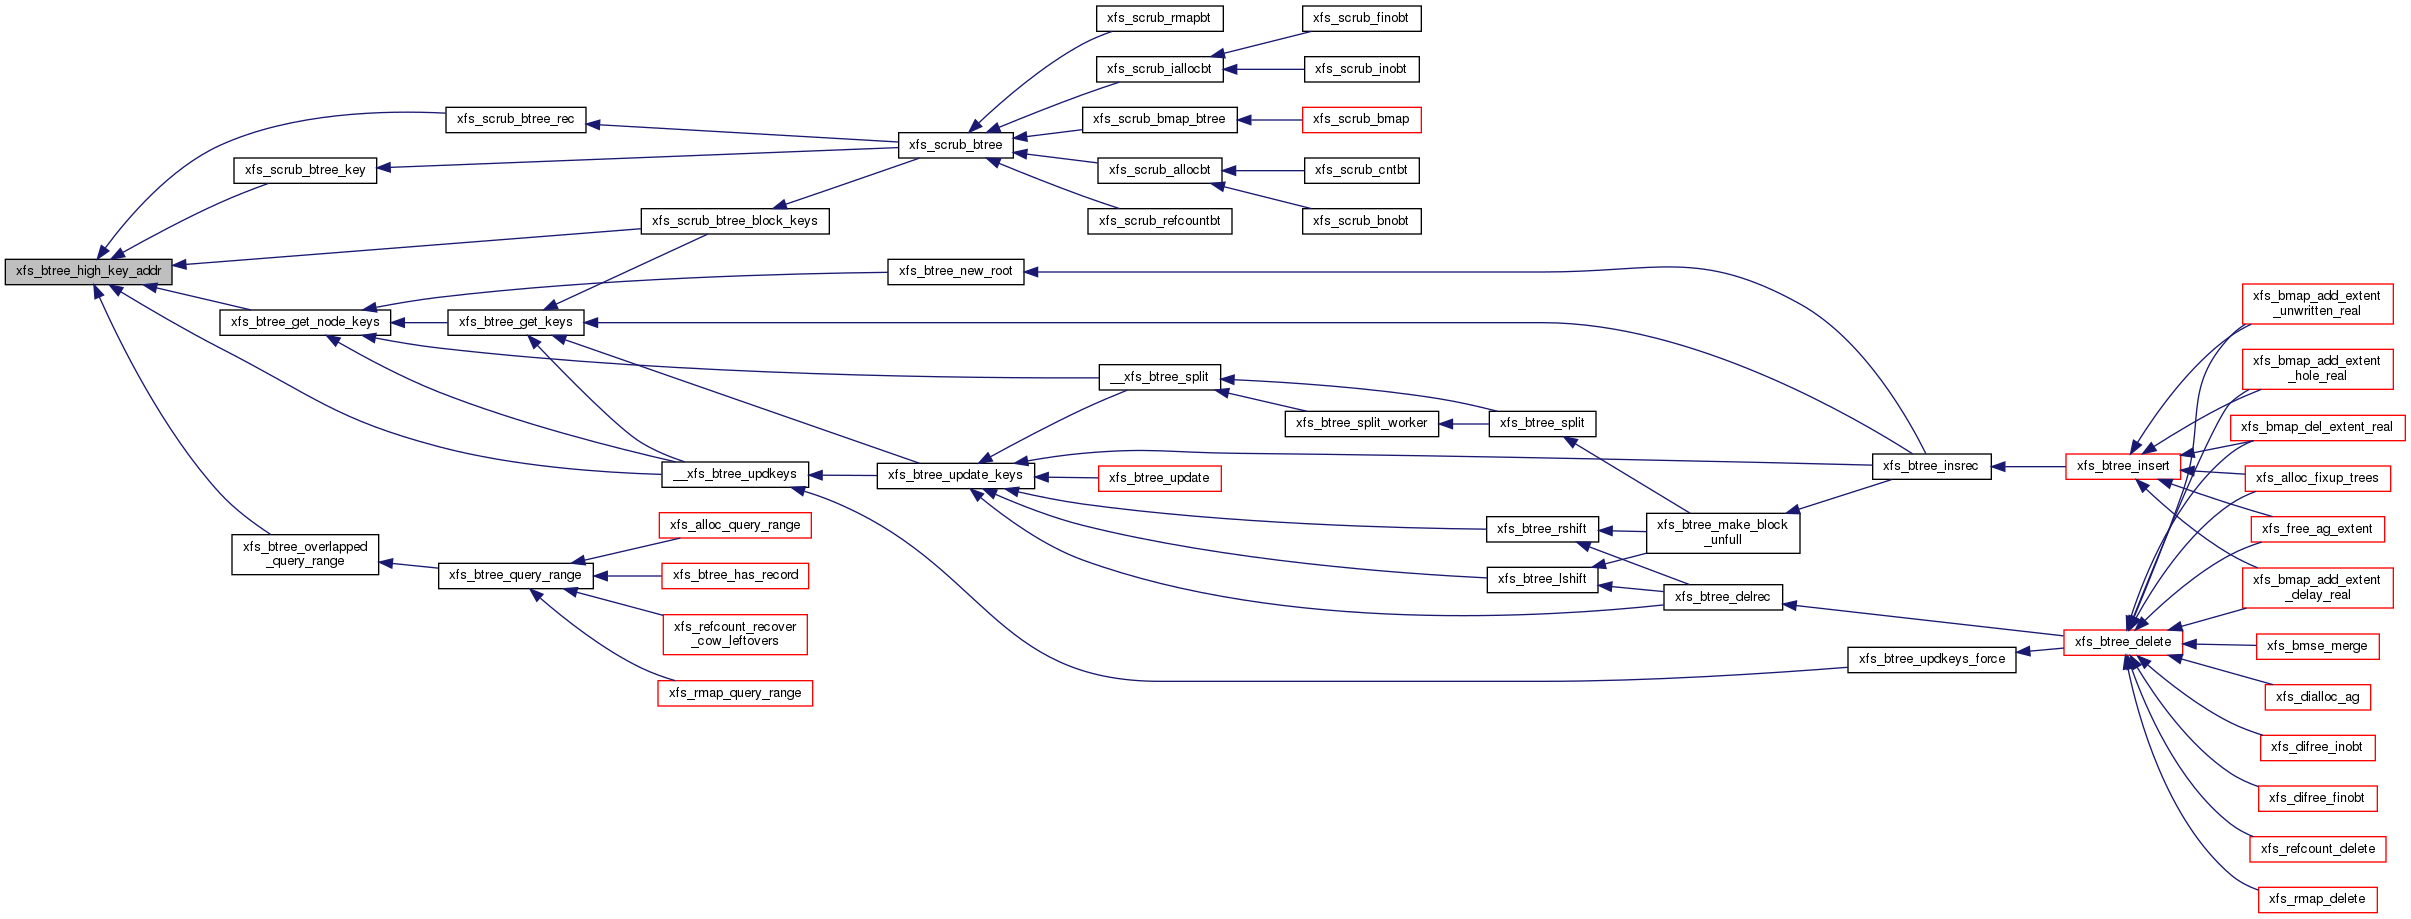 xfs_btree_high_key_addr
xfs_scrub_btree_rec
xfs_scrub_btree_key
xfs_scrub_btree_block_keys
xfs_btree_get_node_keys
xfs_btree_get_keys
__xfs_btree_updkeys
xfs_btree_overlapped
_query_range
xfs_btree_query_range
xfs_alloc_query_range
xfs_btree_has_record
xfs_refcount_recover
_cow_leftovers
xfs_rmap_query_range
xfs_scrub_btree
xfs_btree_new_root
xfs_btree_update_keys
xfs_scrub_rmapbt
xfs_scrub_iallocbt
xfs_scrub_bmap_btree
xfs_scrub_allocbt
xfs_scrub_refcountbt
xfs_scrub_finobt
xfs_scrub_inobt
xfs_scrub_bmap
xfs_scrub_cntbt
xfs_scrub_bnobt
__xfs_btree_split
xfs_btree_split_worker
xfs_btree_split
xfs_btree_update
xfs_btree_rshift
xfs_btree_lshift
xfs_btree_make_block
_unfull
xfs_btree_delrec
xfs_btree_insrec
xfs_btree_updkeys_force
xfs_btree_insert
xfs_btree_delete
xfs_bmap_add_extent
_unwritten_real
xfs_bmap_add_extent
_hole_real
xfs_bmap_del_extent_real
xfs_alloc_fixup_trees
xfs_free_ag_extent
xfs_bmap_add_extent
_delay_real
xfs_bmse_merge
xfs_dialloc_ag
xfs_difree_inobt
xfs_difree_finobt
xfs_refcount_delete
xfs_rmap_delete